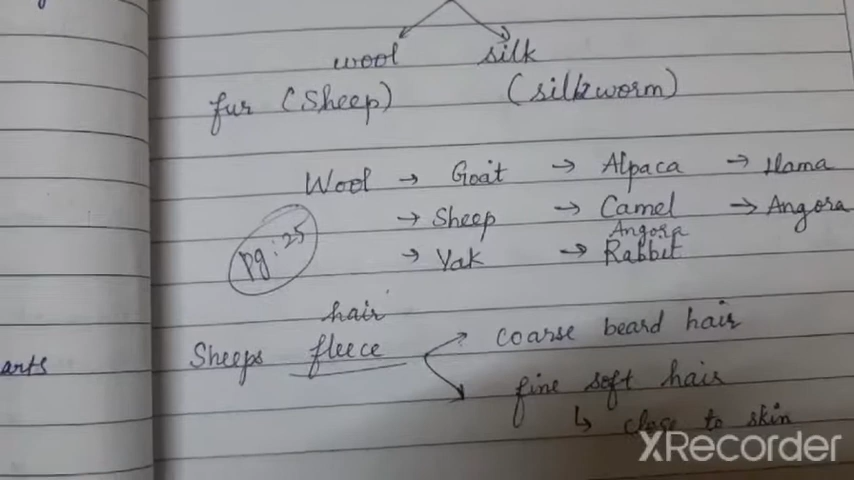 wool silk
fur (Sheep) (silkworm)
Wool → Goat → Alpaca → llama
→ Sheep → Camel → Angora
Angora
→ Yak → Rabbit
pg: 25
hair
Sheeps fleece coarse beard hair
arts
fine soft hair
↳ close to skin
XRecorder